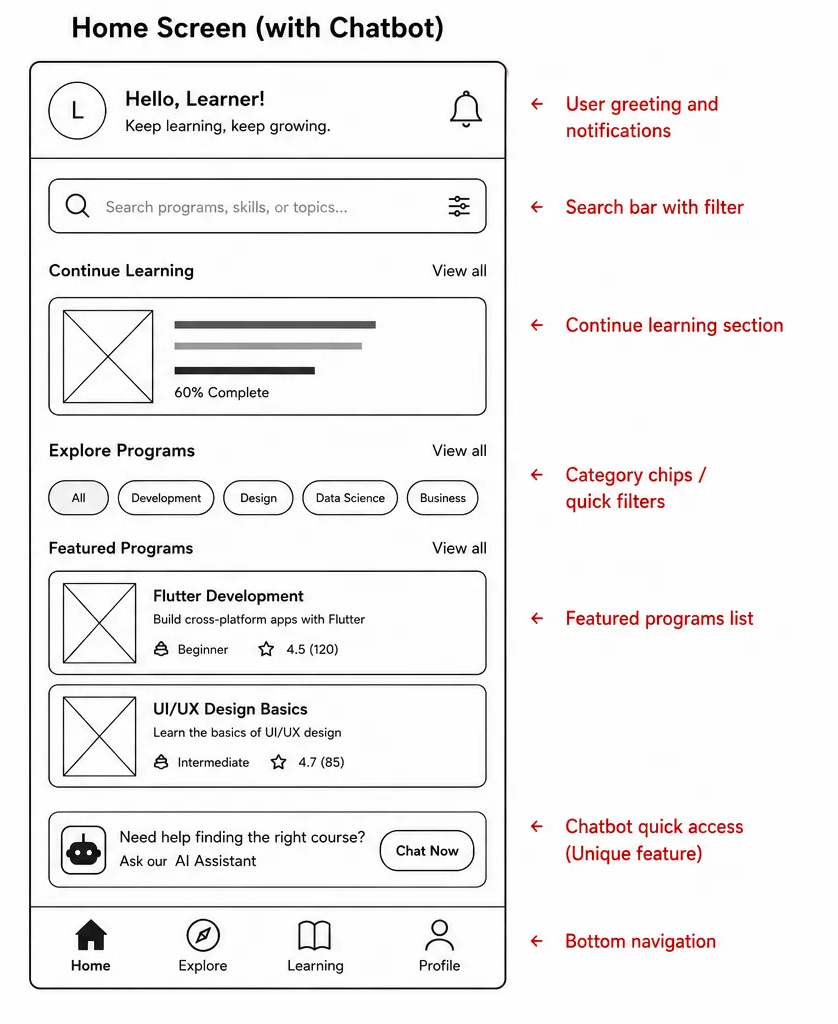 Home Screen (with Chatbot)
L
Hello, Learner!
Keep learning, keep growing.
← User greeting and
notifications
Search programs, skills, or topics...
← Search bar with filter
Continue Learning
View all
60% Complete
← Continue learning section
Explore Programs
View all
All
Development
Design
Data Science
Business
← Category chips /
quick filters
Featured Programs
View all
Flutter Development
Build cross-platform apps with Flutter
Beginner
4.5 (120)
← Featured programs list
UI/UX Design Basics
Learn the basics of UI/UX design
Intermediate
4.7 (85)
Need help finding the right course?
Ask our AI Assistant
Chat Now
← Chatbot quick access
(Unique feature)
Home
Explore
Learning
Profile
← Bottom navigation